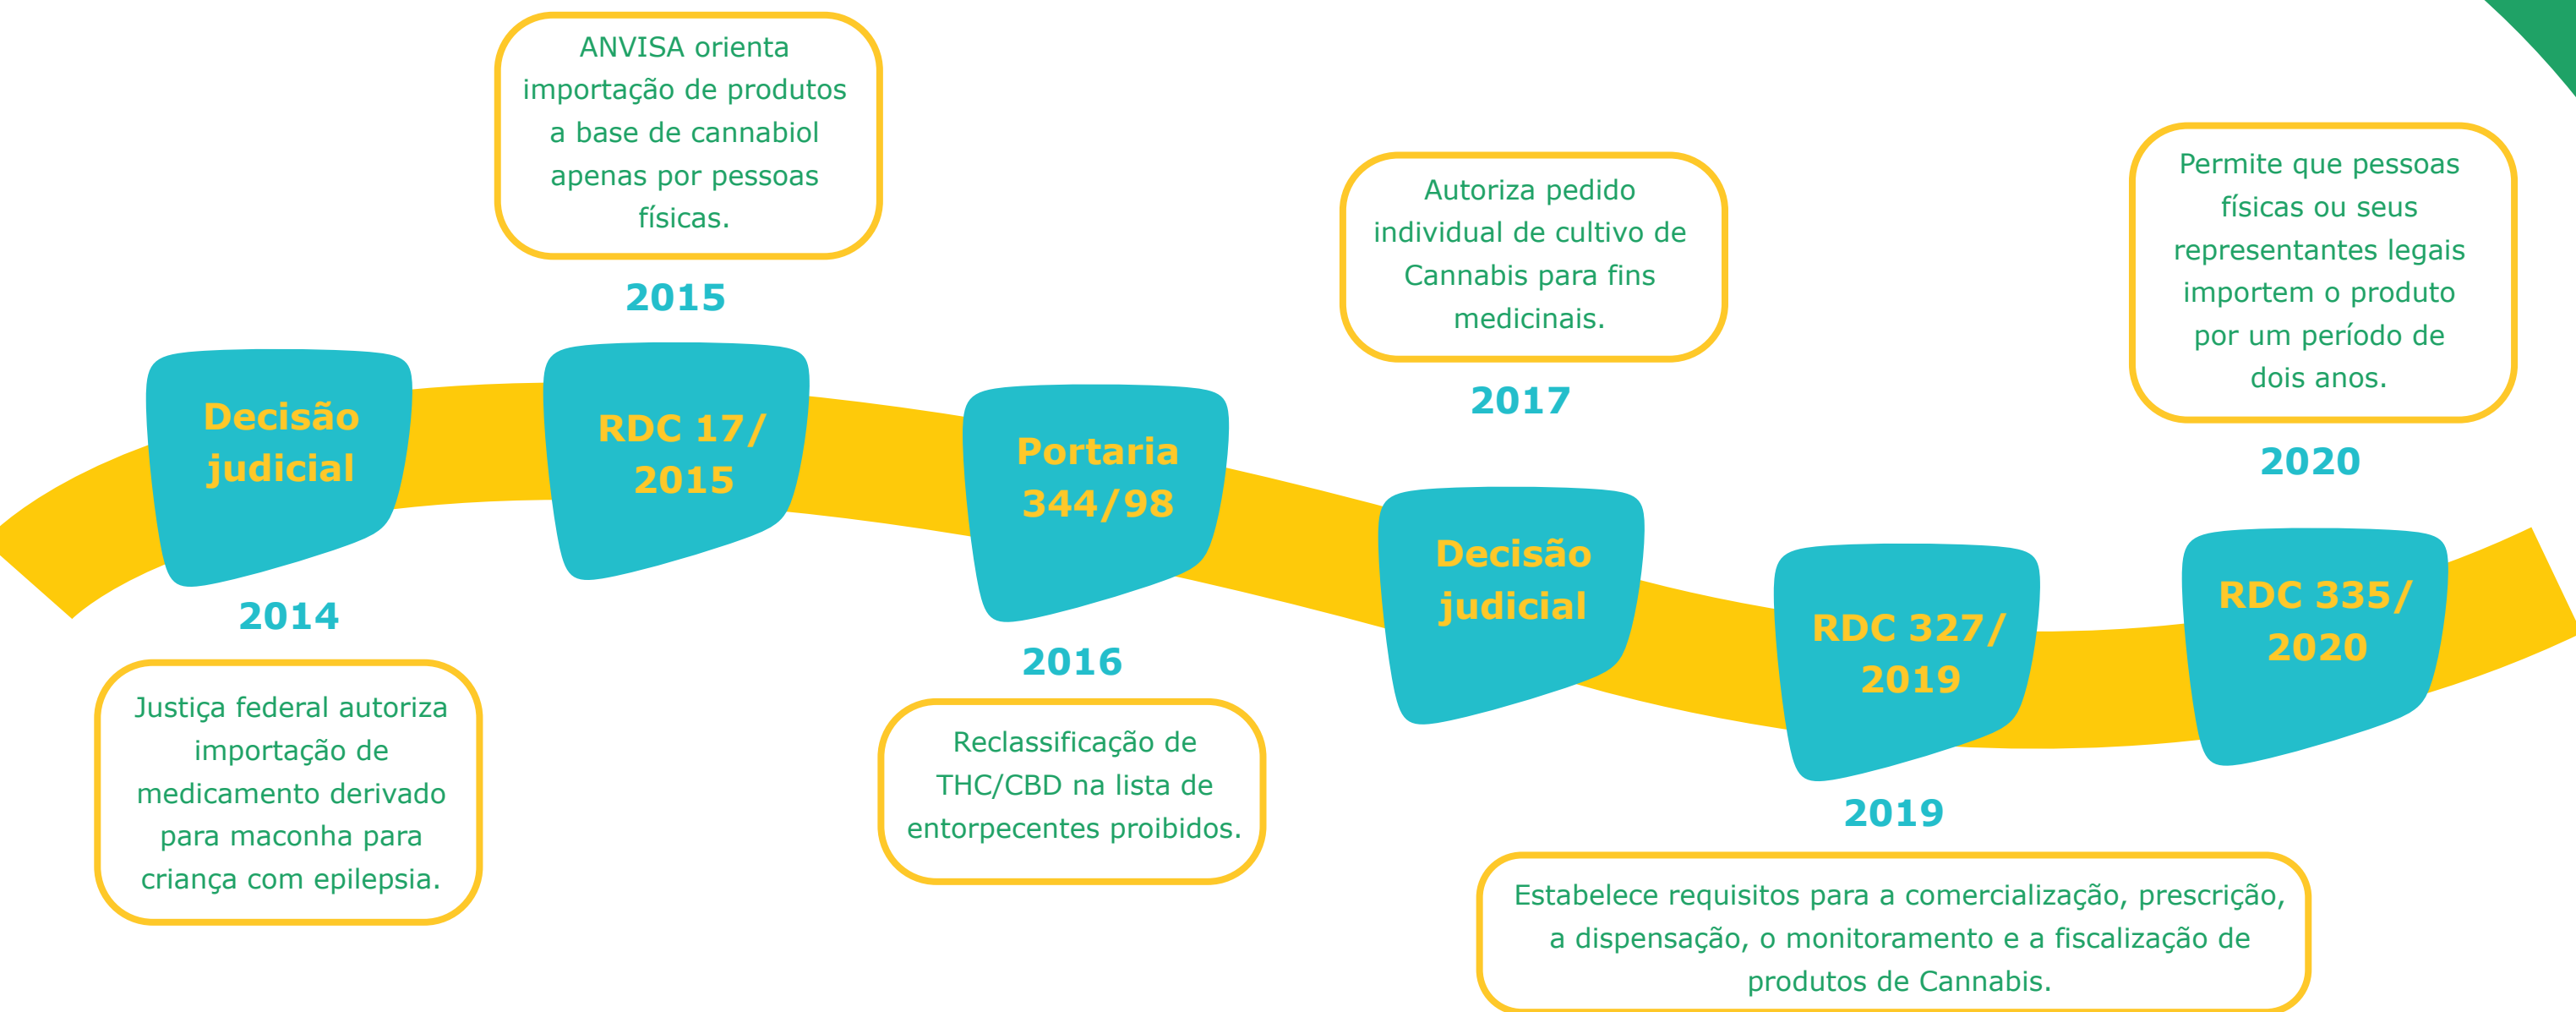 Decisão
judicial
2014
Justiça federal autoriza
importação de
medicamento derivado
para maconha para
criança com epilepsia.
ANVISA orienta
importação de produtos
a base de cannabiol
apenas por pessoas
físicas.
2015
RDC 17/
2015
Portaria
344/98
2016
Reclassificação de
THC/CBD na lista de
entorpecentes proibidos.
Autoriza pedido
individual de cultivo de
Cannabis para fins
medicinais.
2017
Decisão
judicial
RDC 327/
2019
2019
Estabelece requisitos para a comercialização, prescrição,
a dispensação, o monitoramento e a fiscalização de
produtos de Cannabis.
Permite que pessoas
físicas ou seus
representantes legais
importem o produto
por um período de
dois anos.
2020
RDC 335/
2020